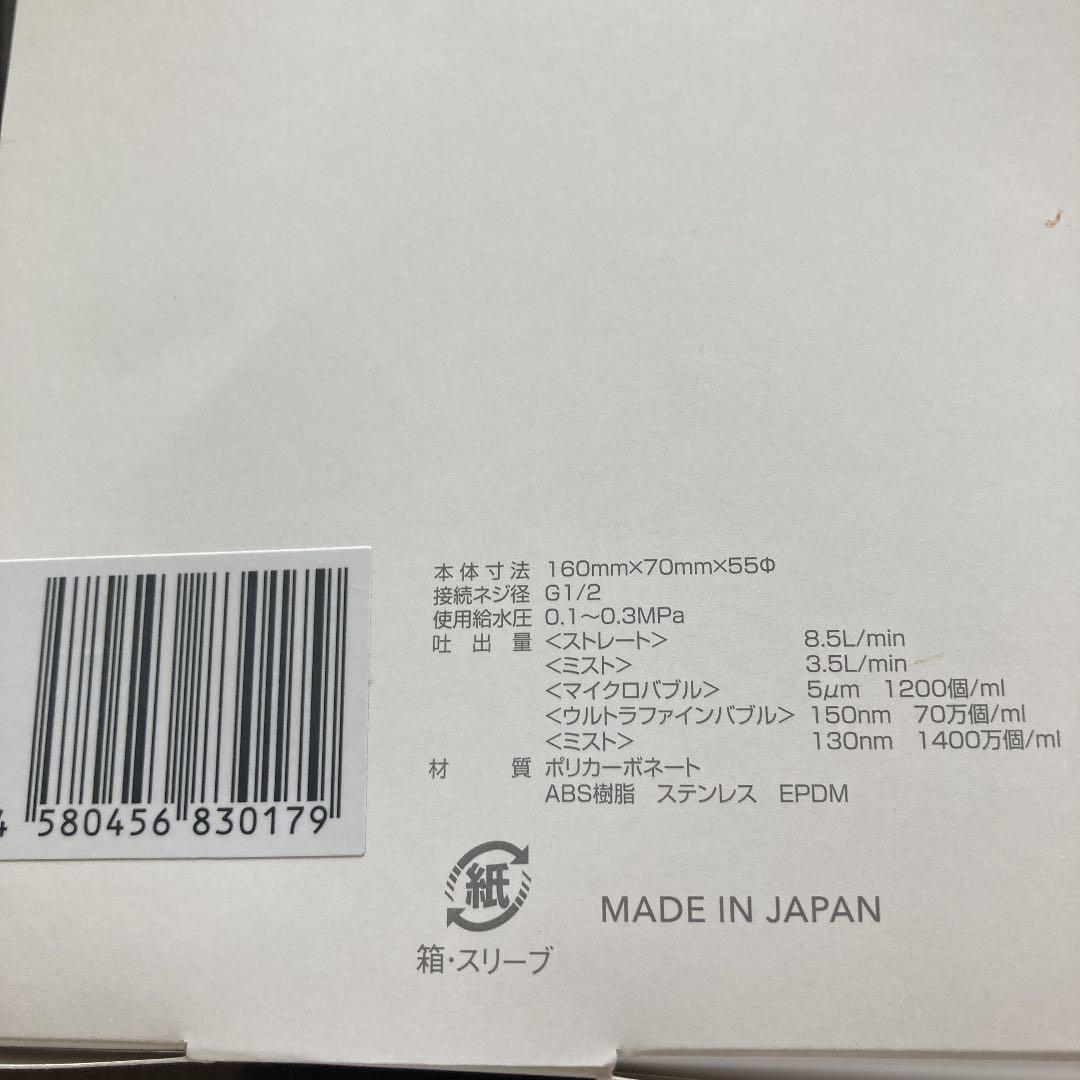 本体寸法 160mm×70mm×55Φ
接続ネジ径 G1/2
使用給水圧 0.1〜0.3MPa
吐出量 <ストレート> 8.5L/min
<ミスト> 3.5L/min
<マイクロバブル> 5μm 1200個/ml
<ウルトラファインバブル> 150nm 70万個/ml
<ミスト> 130nm 1400万個/ml
材質 ポリカーボネート
ABS樹脂 ステンレス EPDM
4 580456 830179
紙
箱・スリーブ
MADE IN JAPAN